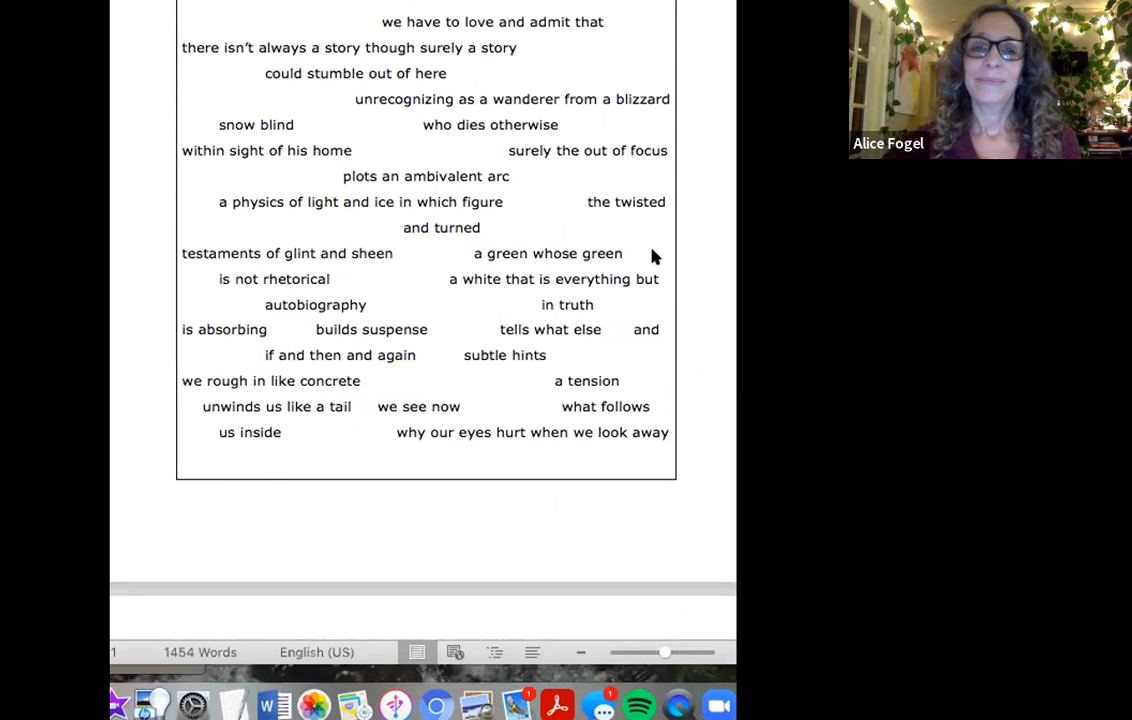 we have to love and admit that
there isn't always a story though surely a story
could stumble out of here
unrecognizing as a wanderer from a blizzard
snow blind who dies otherwise
within sight of his home surely the out of focus
plots an ambivalent arc
a physics of light and ice in which figure the twisted
and turned
testaments of glint and sheen a green whose green
is not rhetorical a white that is everything but
autobiography in truth
is absorbing builds suspense tells what else and
if and then and again subtle hints
we rough in like concrete a tension
unwinds us like a tail we see now what follows
us inside why our eyes hurt when we look away
Alice Fogel
1 1454 Words English (US)
W 1 1